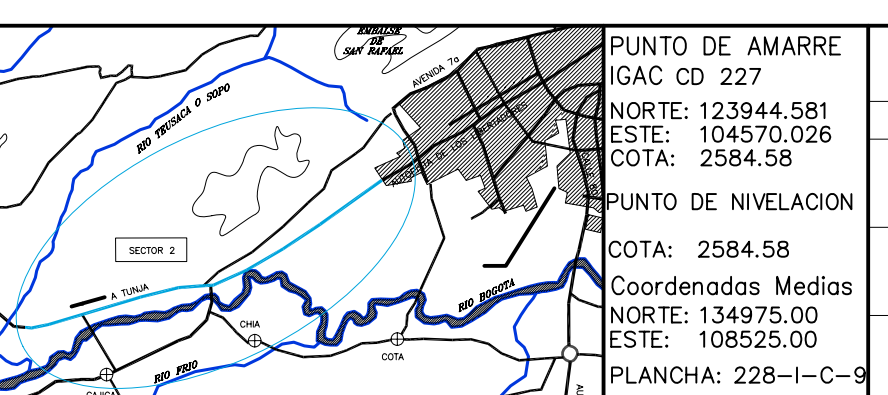 EMBALSE
DE
SAN RAFAEL
AVENIDA 7a
RIO TEUSACA O SOPO
AUTOPISTA DE LOS LIBERTADORES
SECTOR 2
A TUNJA
RIO BOGOTA
CHIA
COTA
RIO FRIO
CAJICA
PUNTO DE AMARRE
IGAC CD 227
NORTE: 123944.581
ESTE: 104570.026
COTA: 2584.58
PUNTO DE NIVELACION
COTA: 2584.58
Coordenadas Medias
NORTE: 134975.00
ESTE: 108525.00
PLANCHA: 228-I-C-9